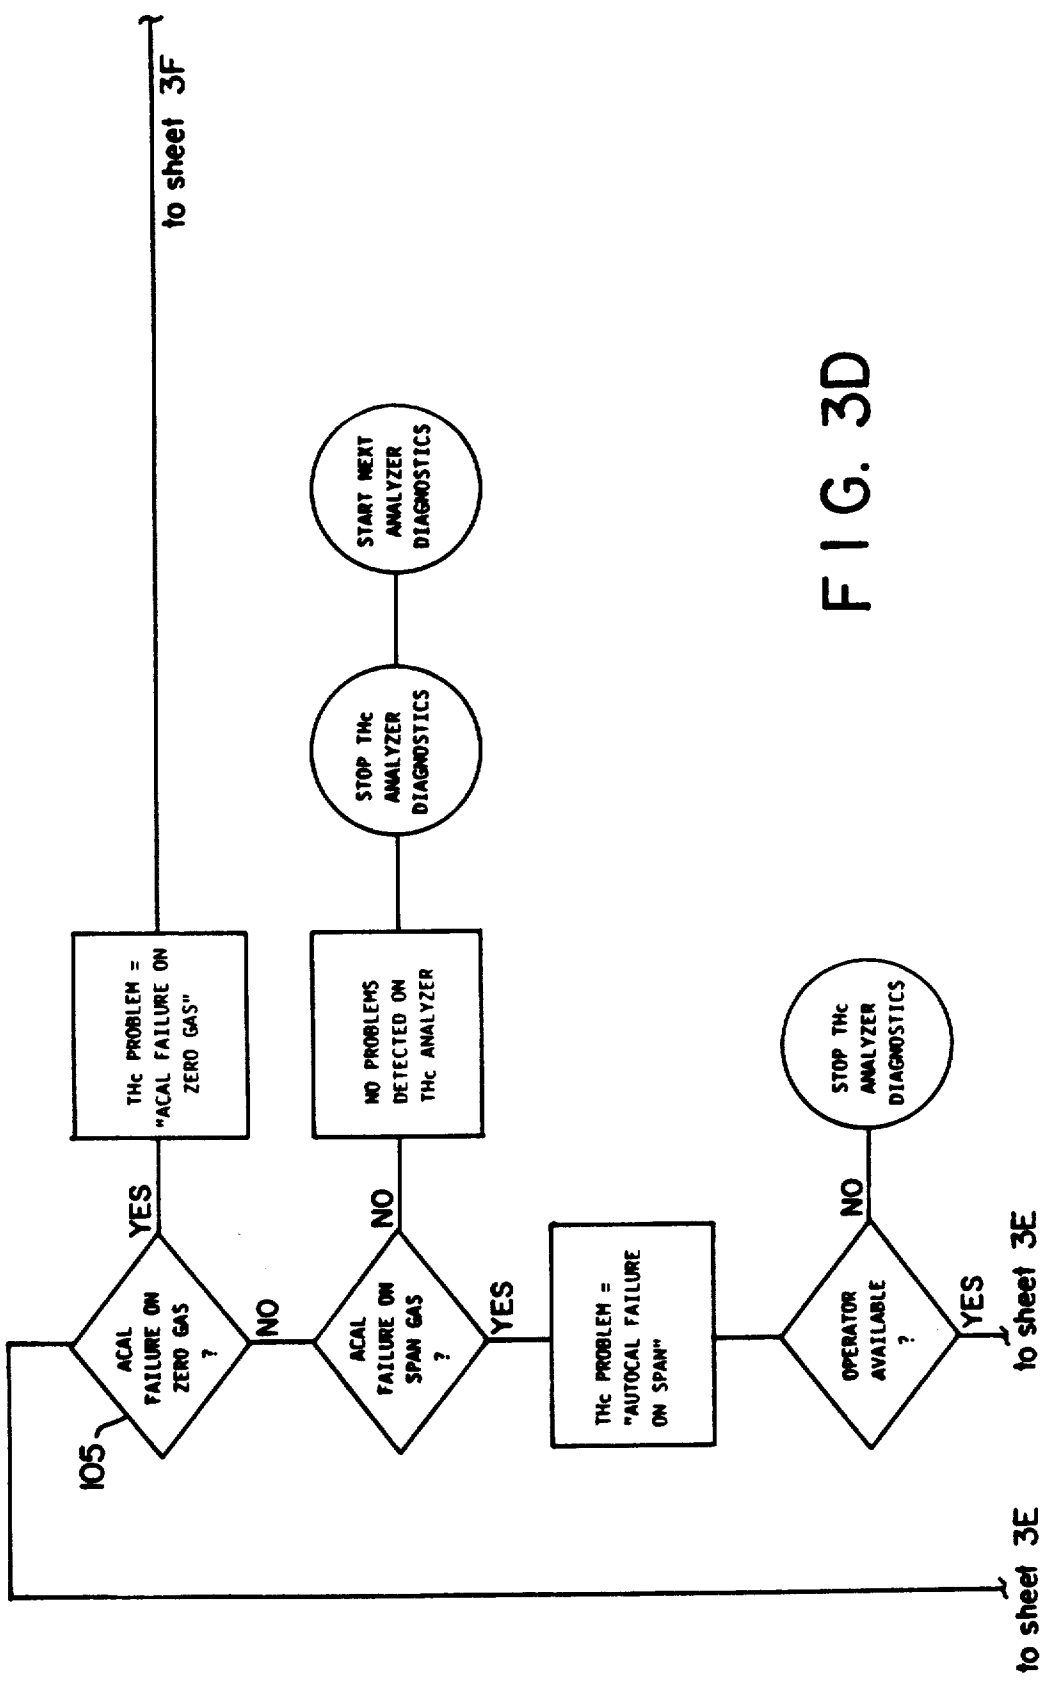 105
ACAL
FAILURE ON
ZERO GAS
?
YES
THc PROBLEM =
"ACAL FAILURE ON
ZERO GAS"
to sheet 3F
NO
ACAL
FAILURE ON
SPAN GAS
?
NO
NO PROBLEMS
DETECTED ON
THc ANALYZER
STOP THc
ANALYZER
DIAGNOSTICS
START NEXT
ANALYZER
DIAGNOSTICS
YES
THc PROBLEM =
"AUTOCAL FAILURE
ON SPAN"
OPERATOR
AVAILABLE
?
NO
STOP THc
ANALYZER
DIAGNOSTICS
YES
to sheet 3E
to sheet 3E
FIG. 3D